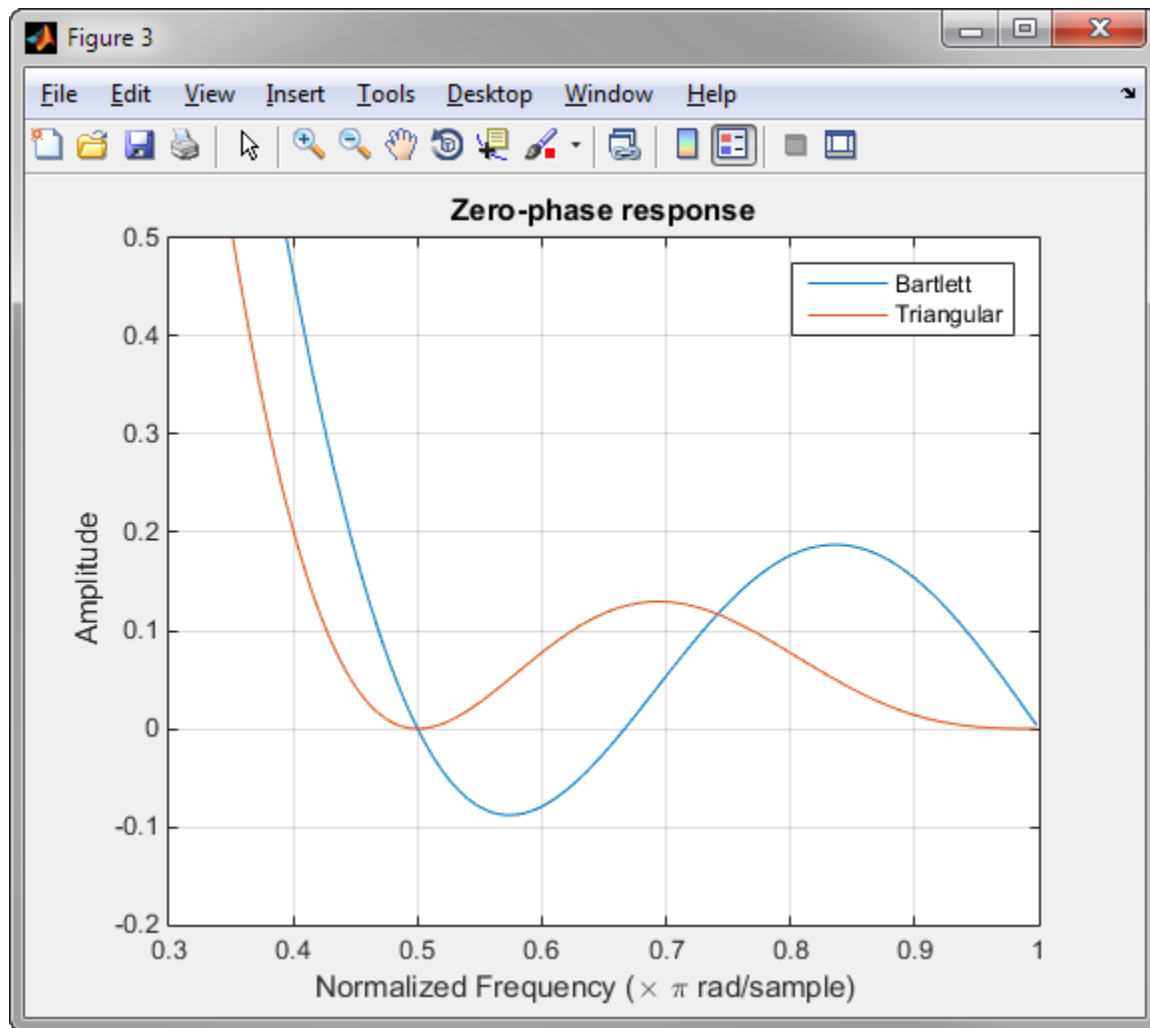 Figure 3
File Edit View Insert Tools Desktop Window Help
Zero-phase response
Bartlett
Triangular
0.5
0.4
0.3
0.2
0.1
0
-0.1
-0.2
Amplitude
0.3 0.4 0.5 0.6 0.7 0.8 0.9 1
Normalized Frequency (× π rad/sample)